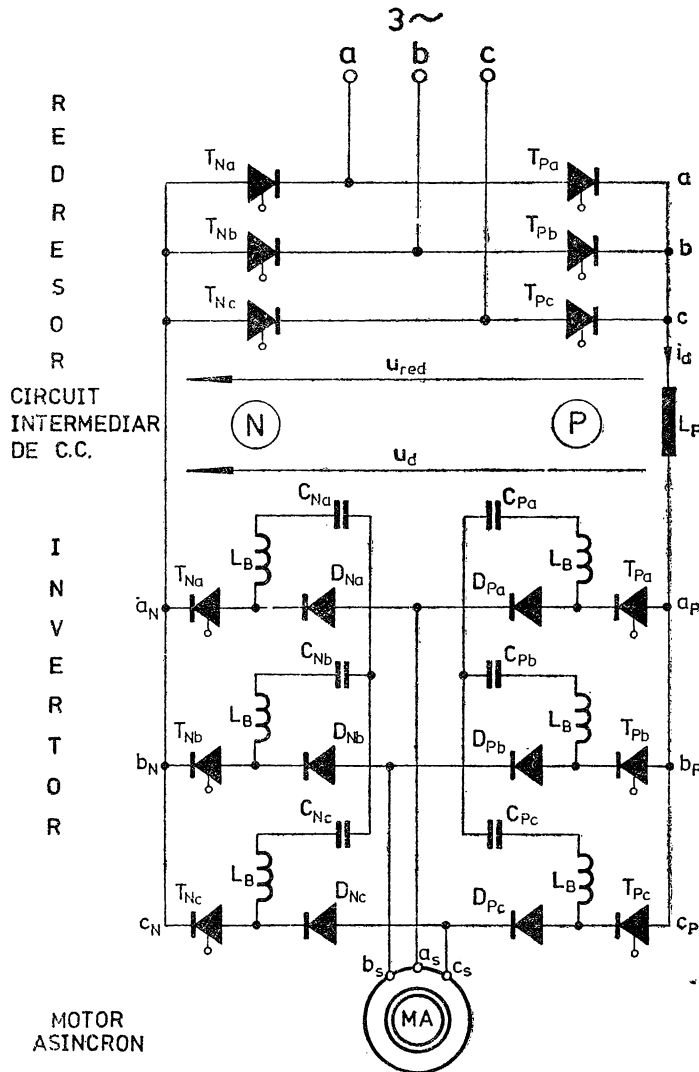 3~
a b c
REDRESOR
T_Na T_Pa a
T_Nb T_Pb b
T_Nc T_Pc c
u_red i_d
CIRCUIT
INTERMEDIAR
DE C.C.
N P
u_d
INVERTOR
C_Na C_Pa
L_B L_B
T_Na D_Na D_Pa T_Pa
a_N a_P
C_Nb C_Pb
L_B L_B
T_Nb D_Nb D_Pb T_Pb
b_N
C_Nc C_Pc
L_B L_B
T_Nc D_Nc D_Pc T_Pc
c_N c_P
b_s a_s c_s
MA
MOTOR
ASINCRON